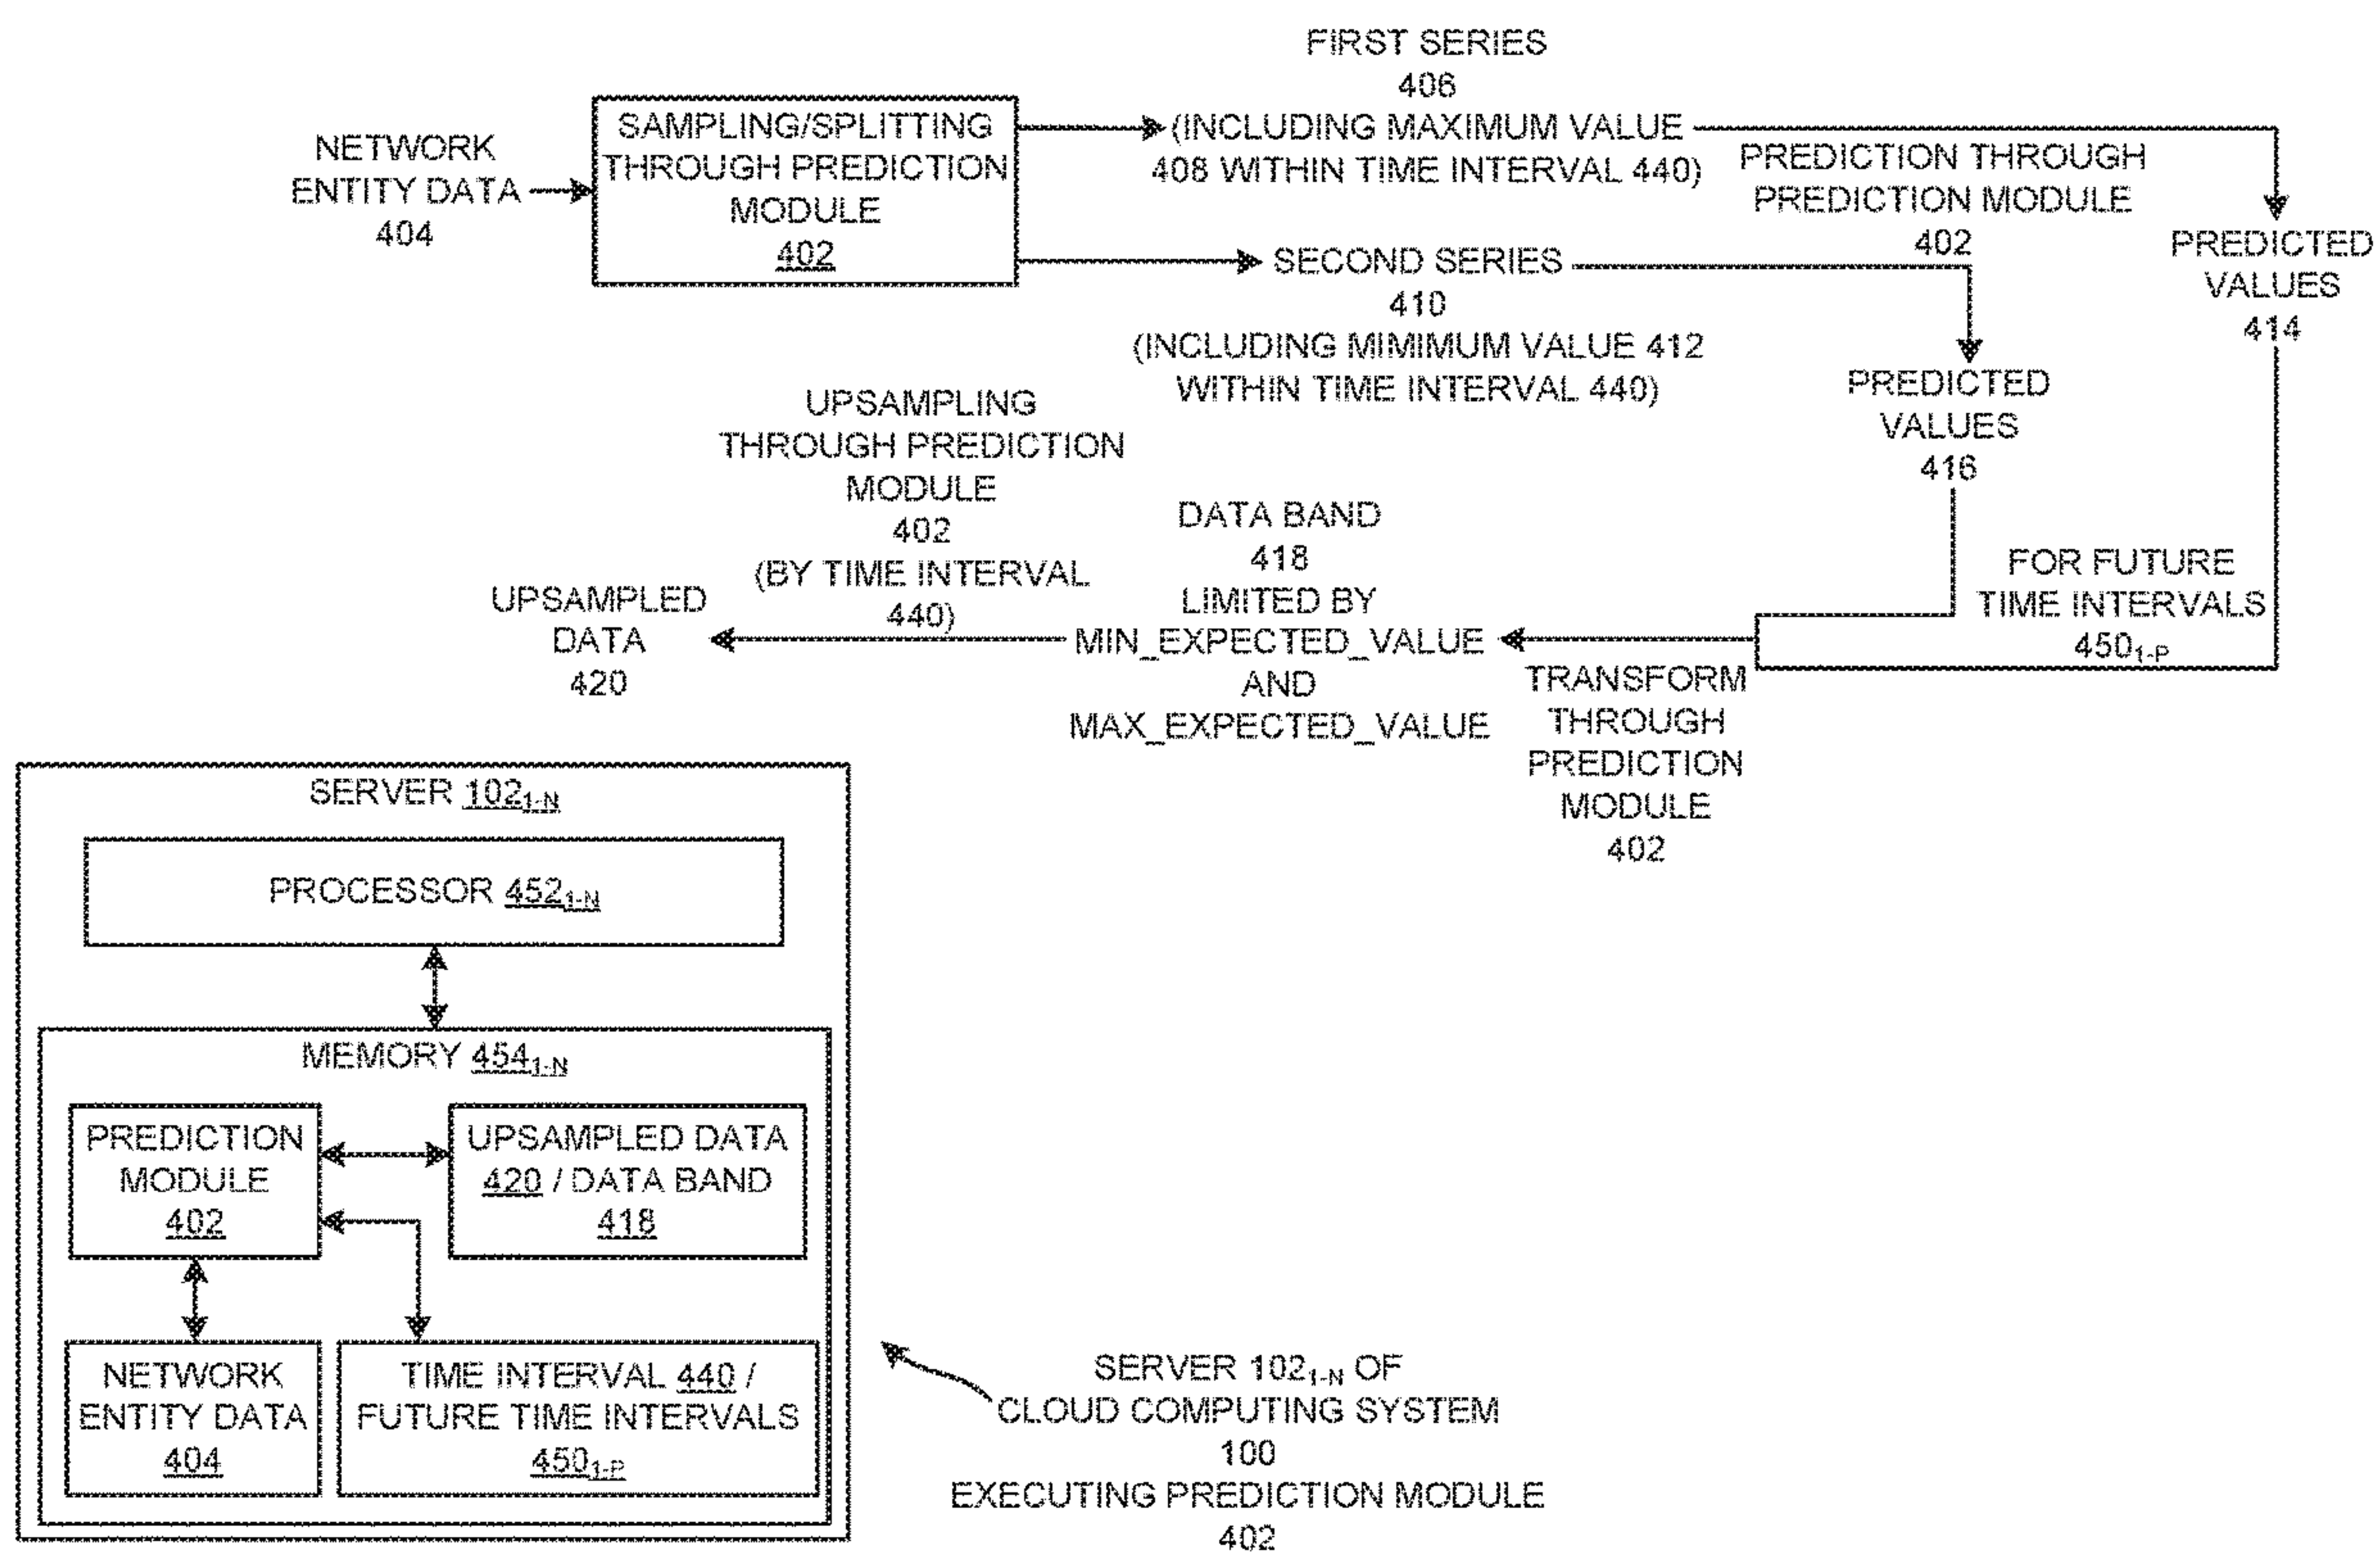 FIRST SERIES
406
(INCLUDING MAXIMUM VALUE
408 WITHIN TIME INTERVAL 440)
NETWORK
ENTITY DATA
404
SAMPLING/SPLITTING
THROUGH PREDICTION
MODULE
402
PREDICTION THROUGH
PREDICTION MODULE
402
PREDICTED
VALUES
414
SECOND SERIES
410
(INCLUDING MIMIMUM VALUE 412
WITHIN TIME INTERVAL 440)
PREDICTED
VALUES
416
FOR FUTURE
TIME INTERVALS
450₁₋P
TRANSFORM
THROUGH
PREDICTION
MODULE
402
DATA BAND
418
LIMITED BY
MIN_EXPECTED_VALUE
AND
MAX_EXPECTED_VALUE
UPSAMPLING
THROUGH PREDICTION
MODULE
402
(BY TIME INTERVAL
440)
UPSAMPLED
DATA
420
SERVER 102₁₋N
PROCESSOR 452₁₋N
MEMORY 454₁₋N
PREDICTION
MODULE
402
UPSAMPLED DATA
420 / DATA BAND
418
NETWORK
ENTITY DATA
404
TIME INTERVAL 440 /
FUTURE TIME INTERVALS
450₁₋P
SERVER 102₁₋N OF
CLOUD COMPUTING SYSTEM
100
EXECUTING PREDICTION MODULE
402